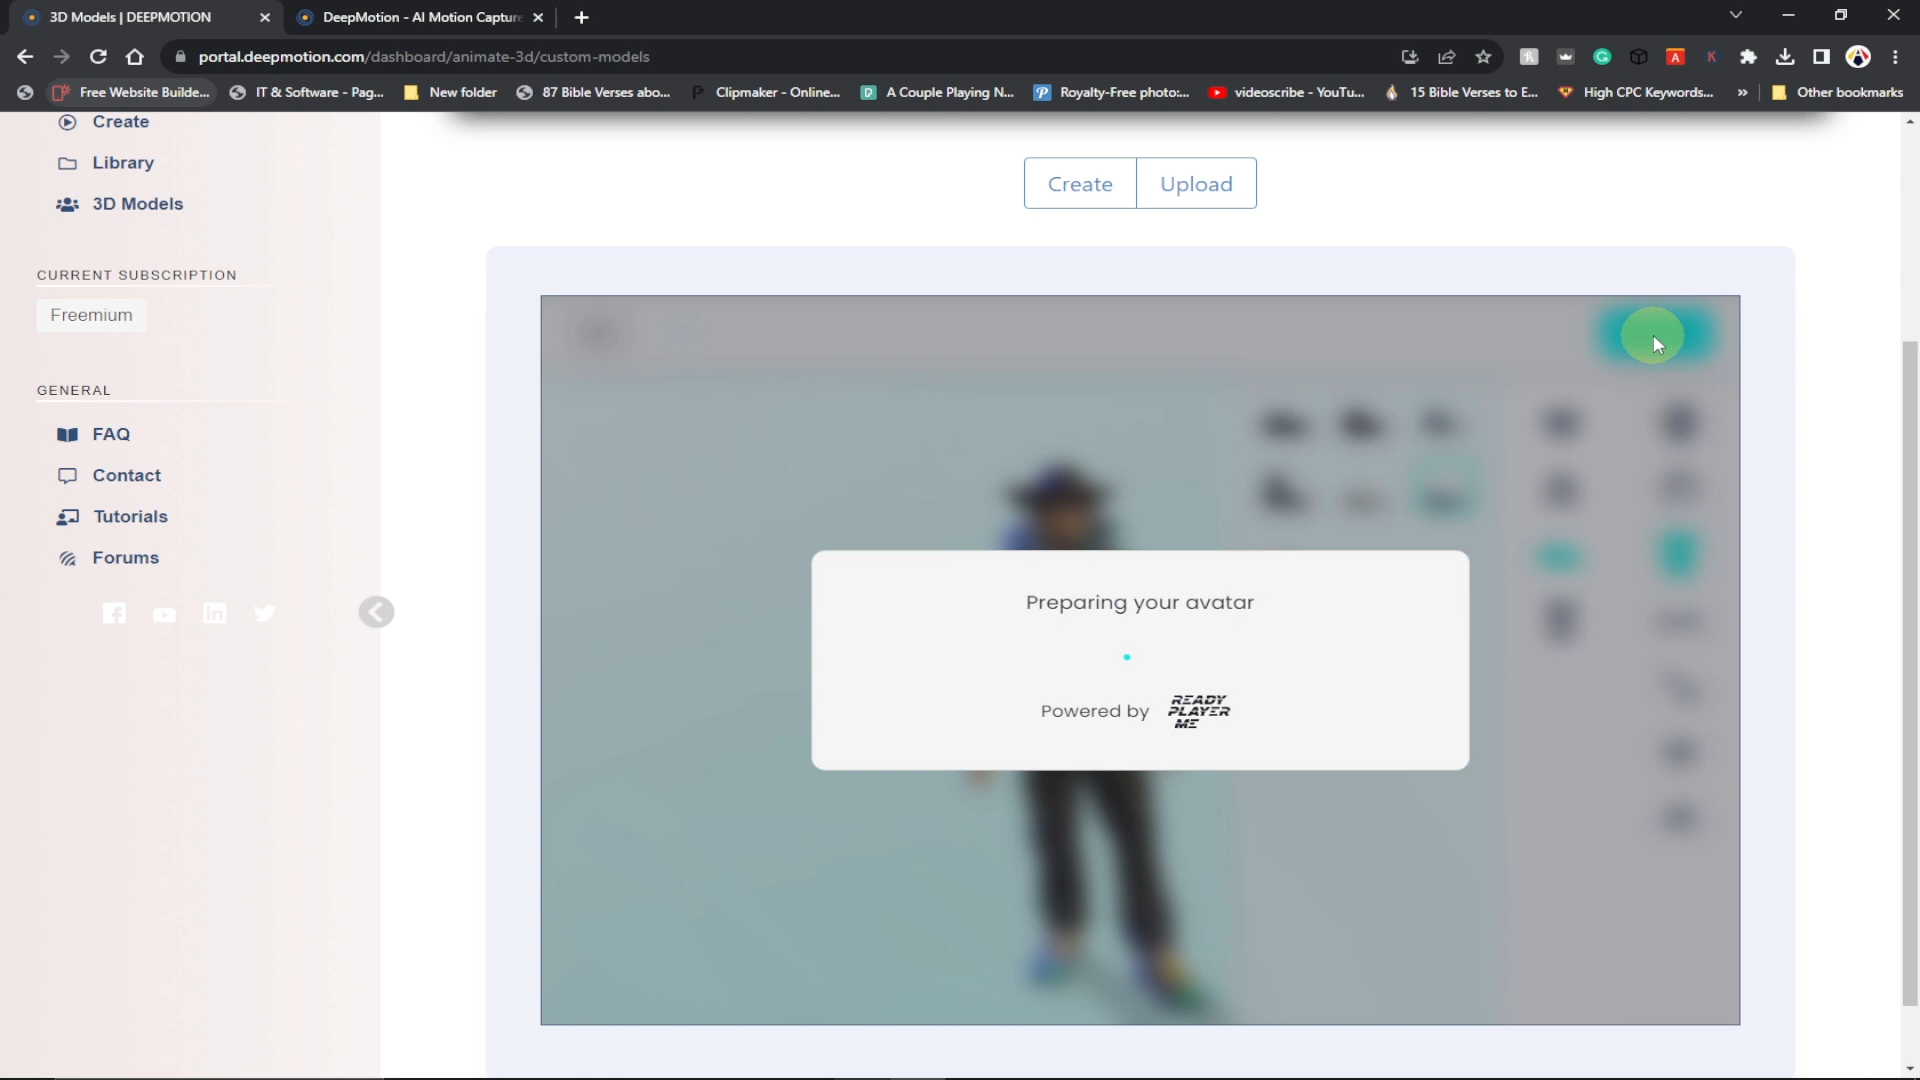 3D Models | DEEPMOTION
DeepMotion - AI Motion Capture
portal.deepmotion.com/dashboard/animate-3d/custom-models
Free Website Builde...
IT & Software - Pag...
New folder
87 Bible Verses abo...
Clipmaker - Online...
A Couple Playing N...
Royalty-Free photo:...
videoscribe - YouTu...
15 Bible Verses to E...
High CPC Keywords...
»
Other bookmarks
Create
Library
3D Models
CURRENT SUBSCRIPTION
Freemium
GENERAL
FAQ
Contact
Tutorials
Forums
Create
Upload
Preparing your avatar
Powered by
READY
PLAYER
ME